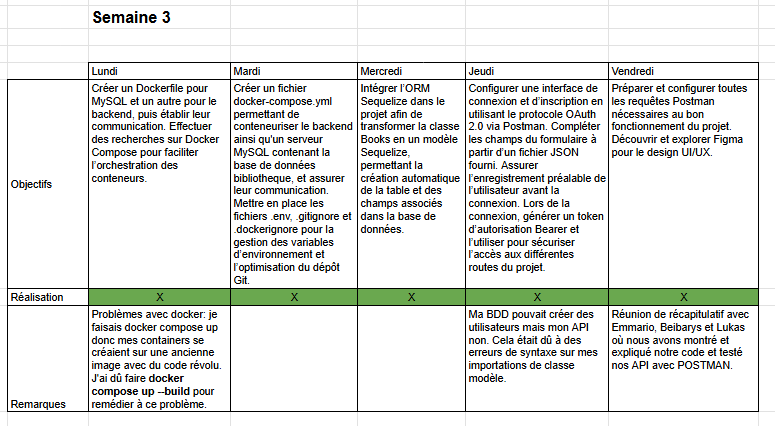 Semaine 3
Lundi
Mardi
Mercredi
Jeudi
Vendredi
Objectifs
Créer un Dockerfile pour
MySQL et un autre pour le
backend, puis établir leur
communication. Effectuer
des recherches sur Docker
Compose pour faciliter
l'orchestration des
conteneurs.
Créer un fichier
docker-compose.yml
permettant de
conteneuriser le backend
ainsi qu'un serveur
MySQL contenant la
base de données
bibliotheque, et assurer
leur communication.
Mettre en place les
fichiers .env, .gitignore et
.dockerignore pour la
gestion des variables
d'environnement et
l'optimisation du dépôt
Git.
Intégrer l'ORM
Sequelize dans le
projet afin de
transformer la classe
Books en un modèle
Sequelize,
permettant la
création automatique
de la table et des
champs associés
dans la base de
données.
Configurer une interface de
connexion et d'inscription en
utilisant le protocole OAuth
2.0 via Postman. Compléter
les champs du formulaire à
partir d'un fichier JSON
fourni. Assurer
l'enregistrement préalable de
l'utilisateur avant la
connexion. Lors de la
connexion, générer un token
d'autorisation Bearer et
l'utiliser pour sécuriser
l'accès aux différentes
routes du projet.
Préparer et configurer toutes
les requêtes Postman
nécessaires au bon
fonctionnement du projet.
Découvrir et explorer Figma
pour le design UI/UX.
Réalisation
X
X
X
X
X
Remarques
Problèmes avec docker: je
faisais docker compose up
donc mes containers se
créaient sur une ancienne
image avec du code révolu.
J'ai dû faire docker
compose up --build pour
remédier à ce problème.
Ma BDD pouvait créer des
utilisateurs mais mon API
non. Cela était dû à des
erreurs de syntaxe sur mes
importations de classe
modèle.
Réunion de récapitulatif avec
Emmario, Beibarys et Lukas
où nous avons montré et
expliqué notre code et testé
nos API avec POSTMAN.